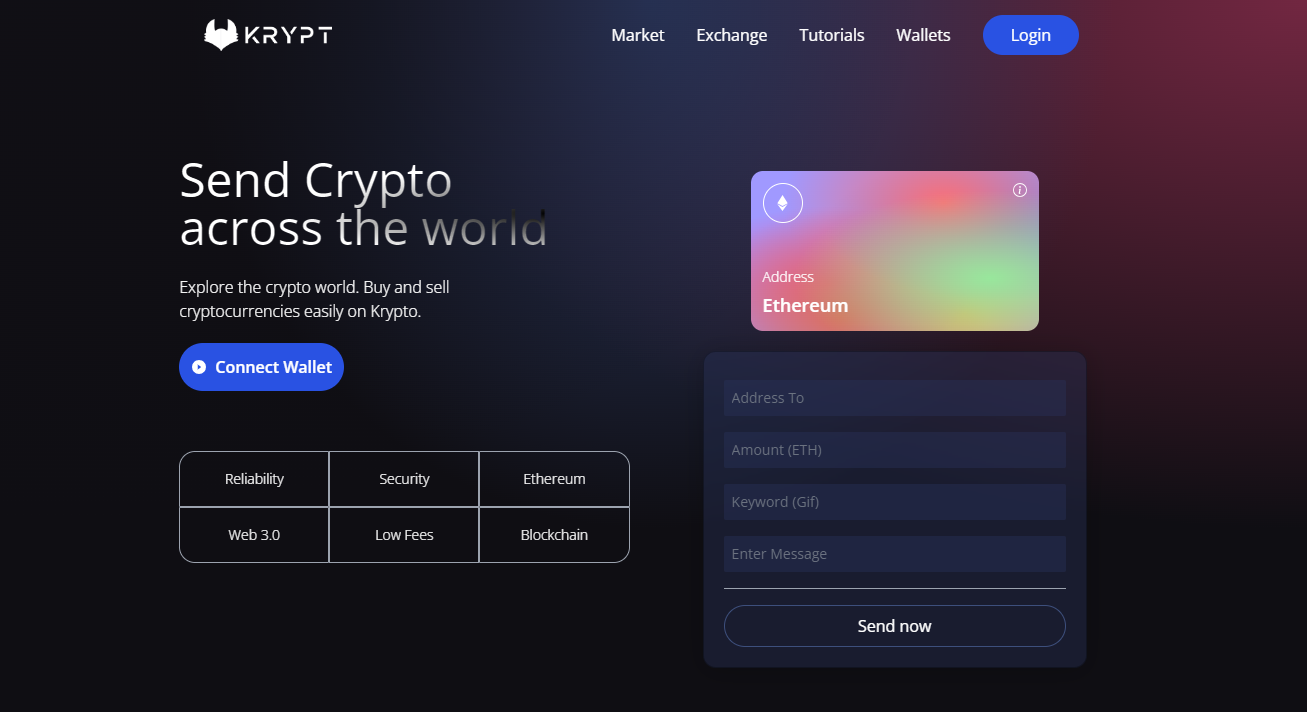 KRYPT
Market
Exchange
Tutorials
Wallets
Login
Send Crypto
across the world
Explore the crypto world. Buy and sell
cryptocurrencies easily on Krypto.
Connect Wallet
Reliability
Security
Ethereum
Web 3.0
Low Fees
Blockchain
i
Address
Ethereum
Address To
Amount (ETH)
Keyword (Gif)
Enter Message
Send now